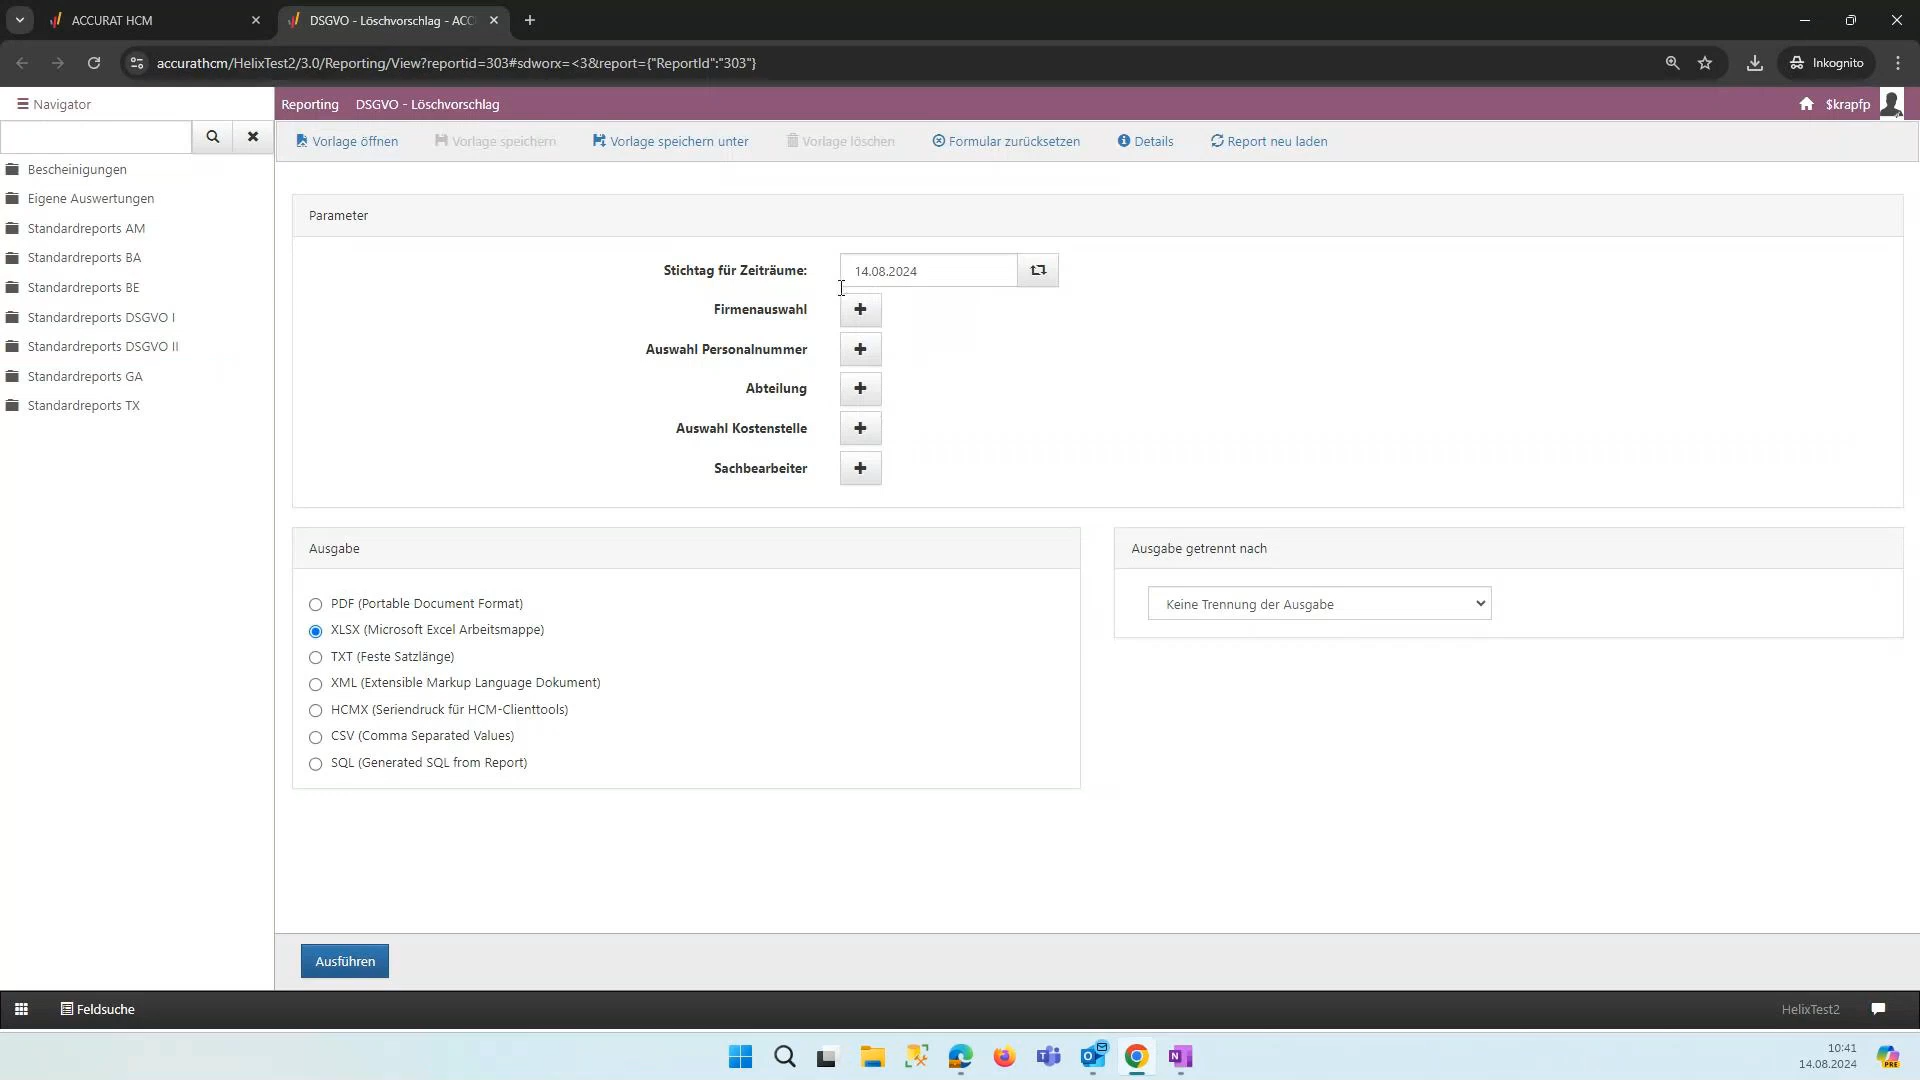 ACCURAT HCM
DSGVO - Löschvorschlag - ACC
accurathcm/HelixTest2/3.0/Reporting/View?reportid=303#sdworx=<3&report={"ReportId":"303"}
Inkognito
Navigator
Reporting DSGVO - Löschvorschlag
$krapfp
Vorlage öffnen
Vorlage speichern
Vorlage speichern unter
Vorlage löschen
Formular zurücksetzen
Details
Report neu laden
Bescheinigungen
Eigene Auswertungen
Standardreports AM
Standardreports BA
Standardreports BE
Standardreports DSGVO I
Standardreports DSGVO II
Standardreports GA
Standardreports TX
Parameter
Stichtag für Zeiträume: 14.08.2024
Firmenauswahl
Auswahl Personalnummer
Abteilung
Auswahl Kostenstelle
Sachbearbeiter
Ausgabe
PDF (Portable Document Format)
XLSX (Microsoft Excel Arbeitsmappe)
TXT (Feste Satzlänge)
XML (Extensible Markup Language Dokument)
HCMX (Seriendruck für HCM-Clienttools)
CSV (Comma Separated Values)
SQL (Generated SQL from Report)
Ausgabe getrennt nach
Keine Trennung der Ausgabe
Ausführen
Feldsuche
HelixTest2
10:41
14.08.2024
PRE